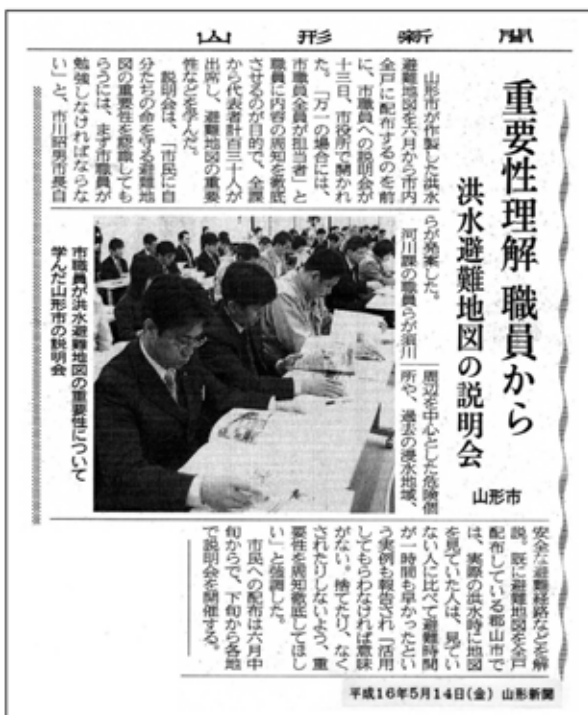 山形新聞
重要性理解 職員から
洪水避難地図の説明会
山形市
山形市が作製した洪水
避難地図を六月から市内
全戸に配布するのを前
に、市職員への説明会が
十三日、市役所で開かれ
た。「万一の場合には、
市職員全員が担当者」と
職員に内容の周知を徹底
させるのが目的で、全課
から代表者計百三十人が
出席し、避難地図の重要
性などを学んだ。
説明会は、「市民に自
分たちの命を守る避難地
図の重要性を認識しても
らうには、まず市職員が
勉強しなければならな
い」と、市川昭男市長自
らが発案した。
河川課の職員らが須川
周辺を中心とした危険個
所や、過去の浸水地域、
安全な避難経路などを解
説。既に避難地図を全戸
配布している郡山市で
は、実際の洪水時に地図
を見ていた人は、見てい
ない人に比べて避難時間
が一時間も早かったとい
う実例も報告され「活用
してもらわなければ意味
がない。捨てたり、なく
されたりしないよう、重
要性を周知徹底してほし
い」と強調した。
市民への配布は六月中
旬からで、下旬から各地
で説明会を開催する。
市職員が洪水避難地図の重要性について
学んだ山形市の説明会
平成16年5月14日(金) 山形新聞